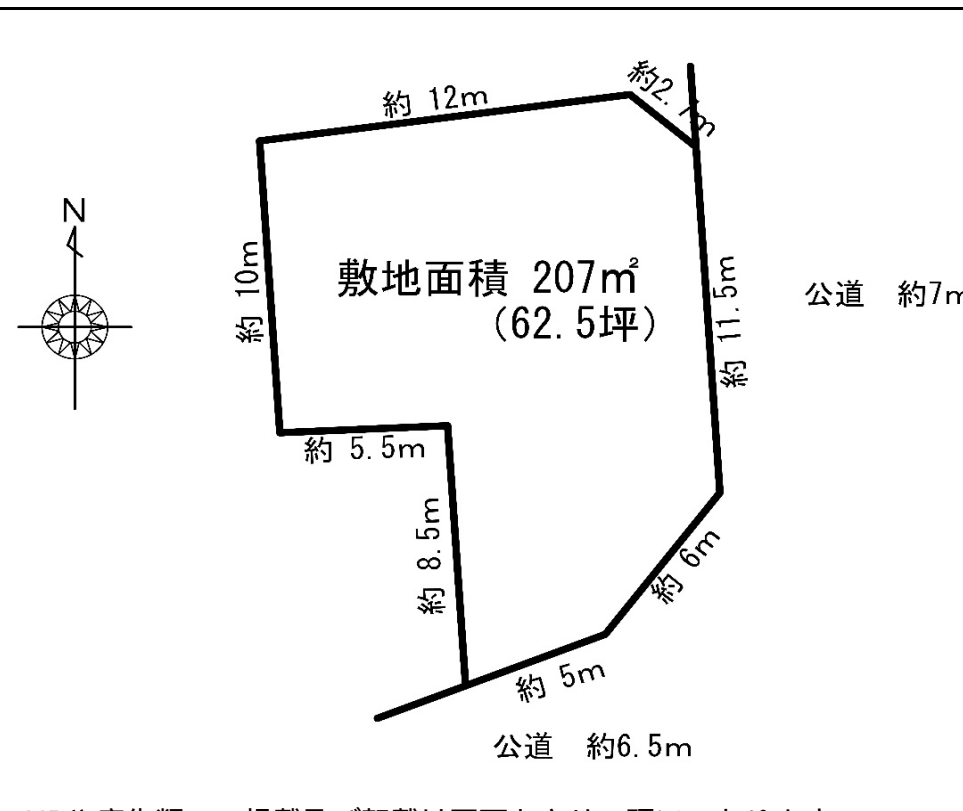 約 12m
約2.7m
N
約 10m
敷地面積 207㎡
(62.5坪)
約 11.5m
公道 約7m
約 5.5m
約 8.5m
約 6m
約 5m
公道 約6.5m